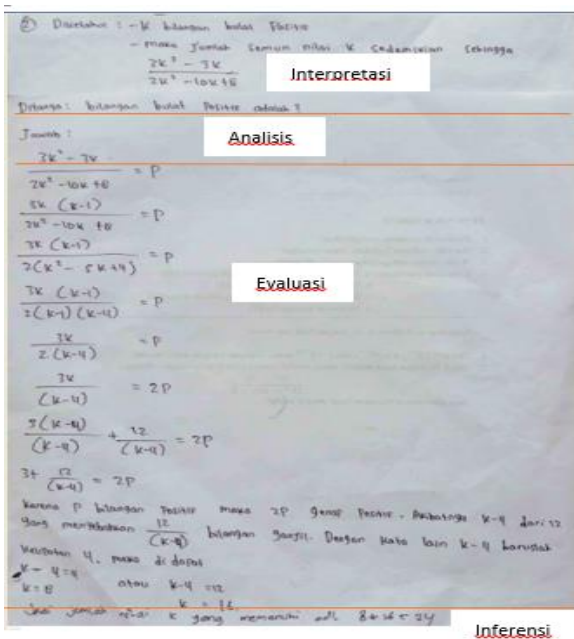 ② Diketahui : - K bilangan bulat Positif
- maka jumlah semua nilai K sedemikian sehingga
3K² - 3K
2K² - 10K + 8
Interpretasi
Ditanya : bilangan bulat Positif adalah ?
Jawab :
Analisis
3K² - 3K / 2K² - 10K + 8 = P
3K (K-1) / 2K² - 10K + 8 = P
3K (K-1) / 2(K² - 5K + 4) = P
Evaluasi
3K (K-1) / 2(K-1)(K-4) = P
3K / 2(K-4) = P
3K / (K-4) = 2P
3(K-4) / (K-4) + 12 / (K-4) = 2P
3 + 12 / (K-4) = 2P
Karena P bilangan Positif maka 2P genap Positif. Akibatnya K-4 dari 12
yang menyebabkan 12 / (K-4) bilangan ganjil. Dengan kata lain K-4 haruslah
Kelipatan 4, maka di dapat
K - 4 = 4
K = 8 atau K-4 = 12
K = 16
Jadi jumlah nilai K yang memenuhi adl 8+16 = 24
Inferensi